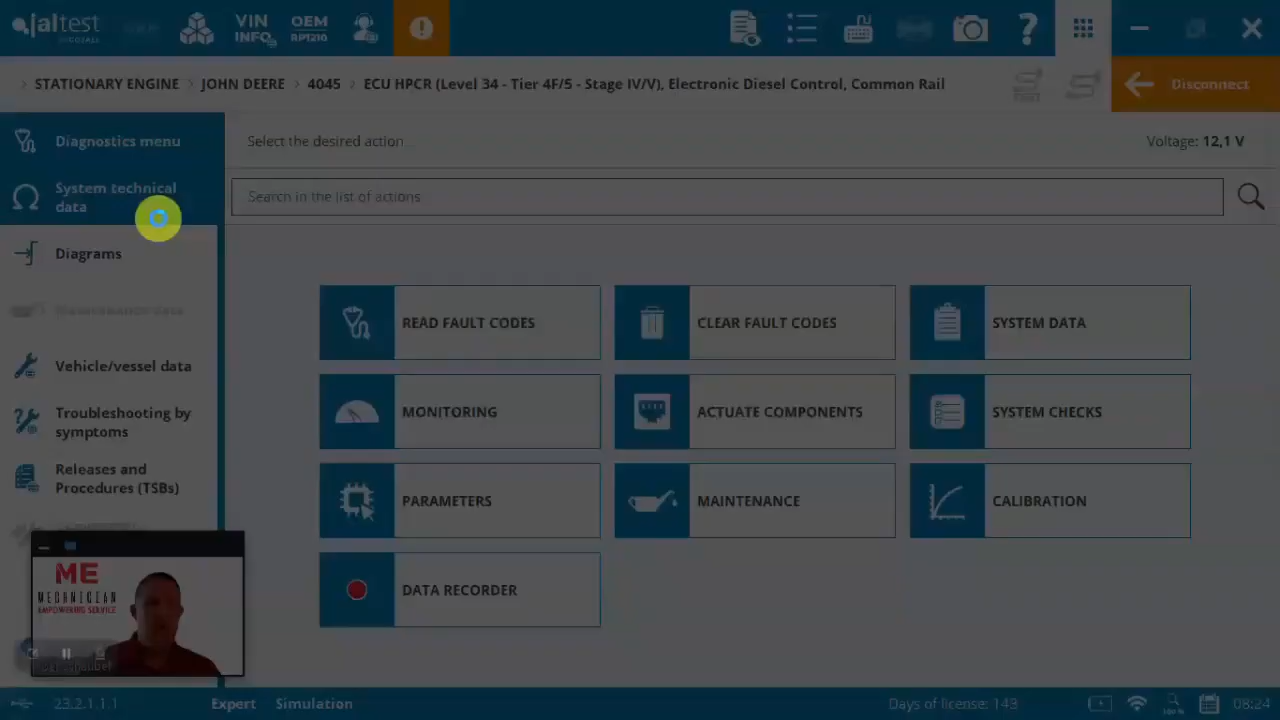 jaltest
VIN
INFO
OEM
RPT210
STATIONARY ENGINE
JOHN DEERE
4045
ECU HPCR (Level 34 - Tier 4F/5 - Stage IV/V), Electronic Diesel Control, Common Rail
Disconnect
Diagnostics menu
Select the desired action
Voltage: 12,1 V
System technical
data
Search in the list of actions
Diagrams
Maintenance data
READ FAULT CODES
CLEAR FAULT CODES
SYSTEM DATA
Vehicle/vessel data
MONITORING
ACTUATE COMPONENTS
SYSTEM CHECKS
Troubleshooting by
symptoms
Releases and
Procedures (TSBs)
PARAMETERS
MAINTENANCE
CALIBRATION
ME
EMPOWERING SERVICE
DATA RECORDER
23.2.1.1.1
Expert
Simulation
Days of license: 143
08:24